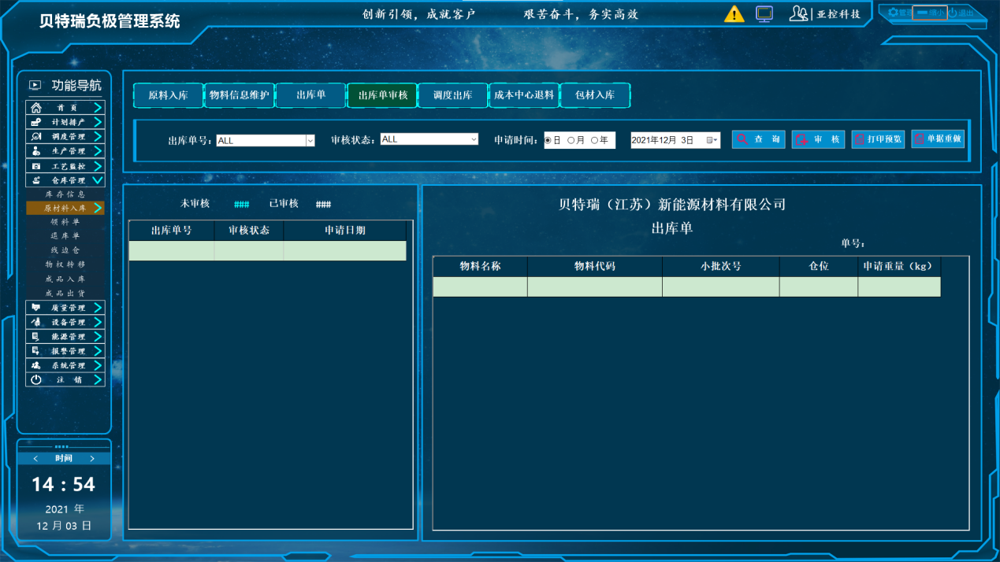 贝特瑞负极管理系统
创新引领，成就客户 艰苦奋斗，务实高效
亚控科技
管理 缩小 退出
功能导航
首 页
计划排产
调度管理
生产管理
工艺监控
仓库管理
库存信息
原材料入库
领料单
退库单
线边仓
物权转移
成品入库
成品出货
质量管理
设备管理
能源管理
报警管理
系统管理
注 销
< 时间 >
14 : 54
2021 年
12 月 03 日
原料入库 物料信息维护 出库单 出库单审核 调度出库 成本中心退料 包材入库
出库单号： ALL 审核状态： ALL 申请时间： 日 月 年 2021年12月 3日 查 询 审 核 打印预览 单据重做
未审核 ### 已审核 ###
出库单号 审核状态 申请日期
贝特瑞（江苏）新能源材料有限公司
出库单
单号：
物料名称 物料代码 小批次号 仓位 申请重量（kg）